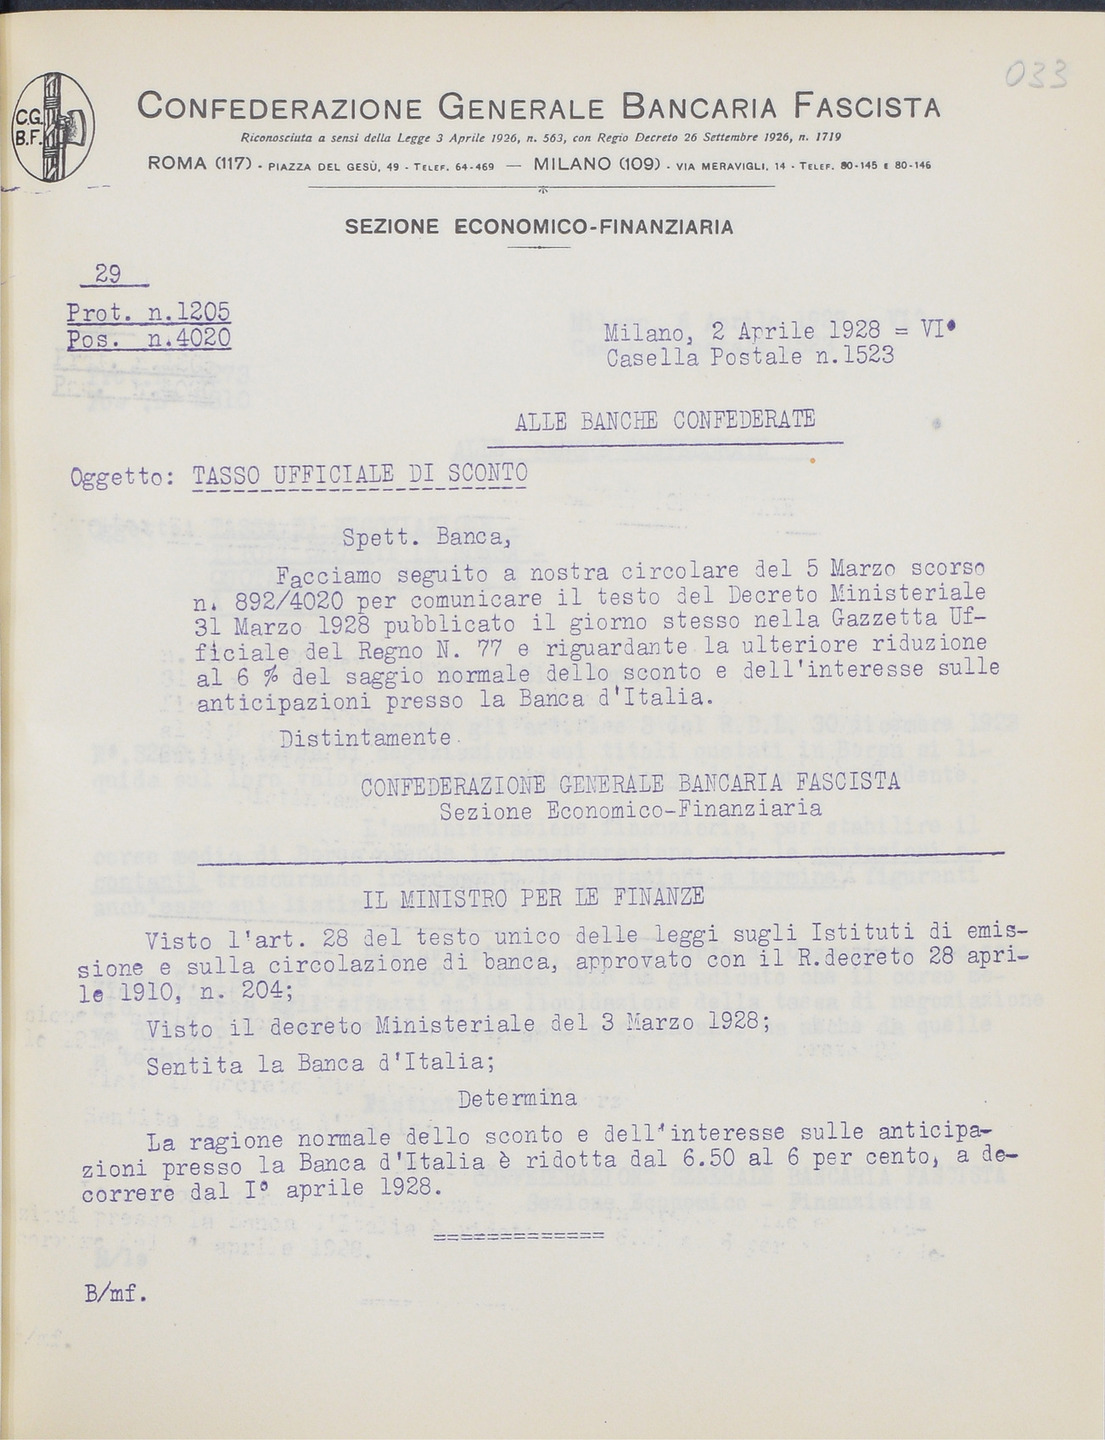 033
C.G.
B.F.
CONFEDERAZIONE GENERALE BANCARIA FASCISTA
Riconosciuta a sensi della Legge 3 Aprile 1926, n. 563, con Regio Decreto 26 Settembre 1926, n. 1719
ROMA (117) - PIAZZA DEL GESÙ, 49 - TELEF. 64-469 — MILANO (109) - VIA MERAVIGLI, 14 - TELEF. 80-145 E 80-146
SEZIONE ECONOMICO-FINANZIARIA
29
Prot. n.1205
Pos. n.4020
Milano, 2 Aprile 1928 = VI°
Casella Postale n.1523
ALLE BANCHE CONFEDERATE
Oggetto: TASSO UFFICIALE DI SCONTO
Spett. Banca,
Facciamo seguito a nostra circolare del 5 Marzo scorso
n. 892/4020 per comunicare il testo del Decreto Ministeriale
31 Marzo 1928 pubblicato il giorno stesso nella Gazzetta Uf-
ficiale del Regno N. 77 e riguardante la ulteriore riduzione
al 6 % del saggio normale dello sconto e dell'interesse sulle
anticipazioni presso la Banca d'Italia.
Distintamente.
CONFEDERAZIONE GENERALE BANCARIA FASCISTA
Sezione Economico-Finanziaria
IL MINISTRO PER LE FINANZE
Visto l'art. 28 del testo unico delle leggi sugli Istituti di emis-
sione e sulla circolazione di banca, approvato con il R.decreto 28 apri-
le 1910, n. 204;
Visto il decreto Ministeriale del 3 Marzo 1928;
Sentita la Banca d'Italia;
Determina
La ragione normale dello sconto e dell'interesse sulle anticipa-
zioni presso la Banca d'Italia è ridotta dal 6.50 al 6 per cento, a de-
correre dal I° aprile 1928.
=============
B/mf.